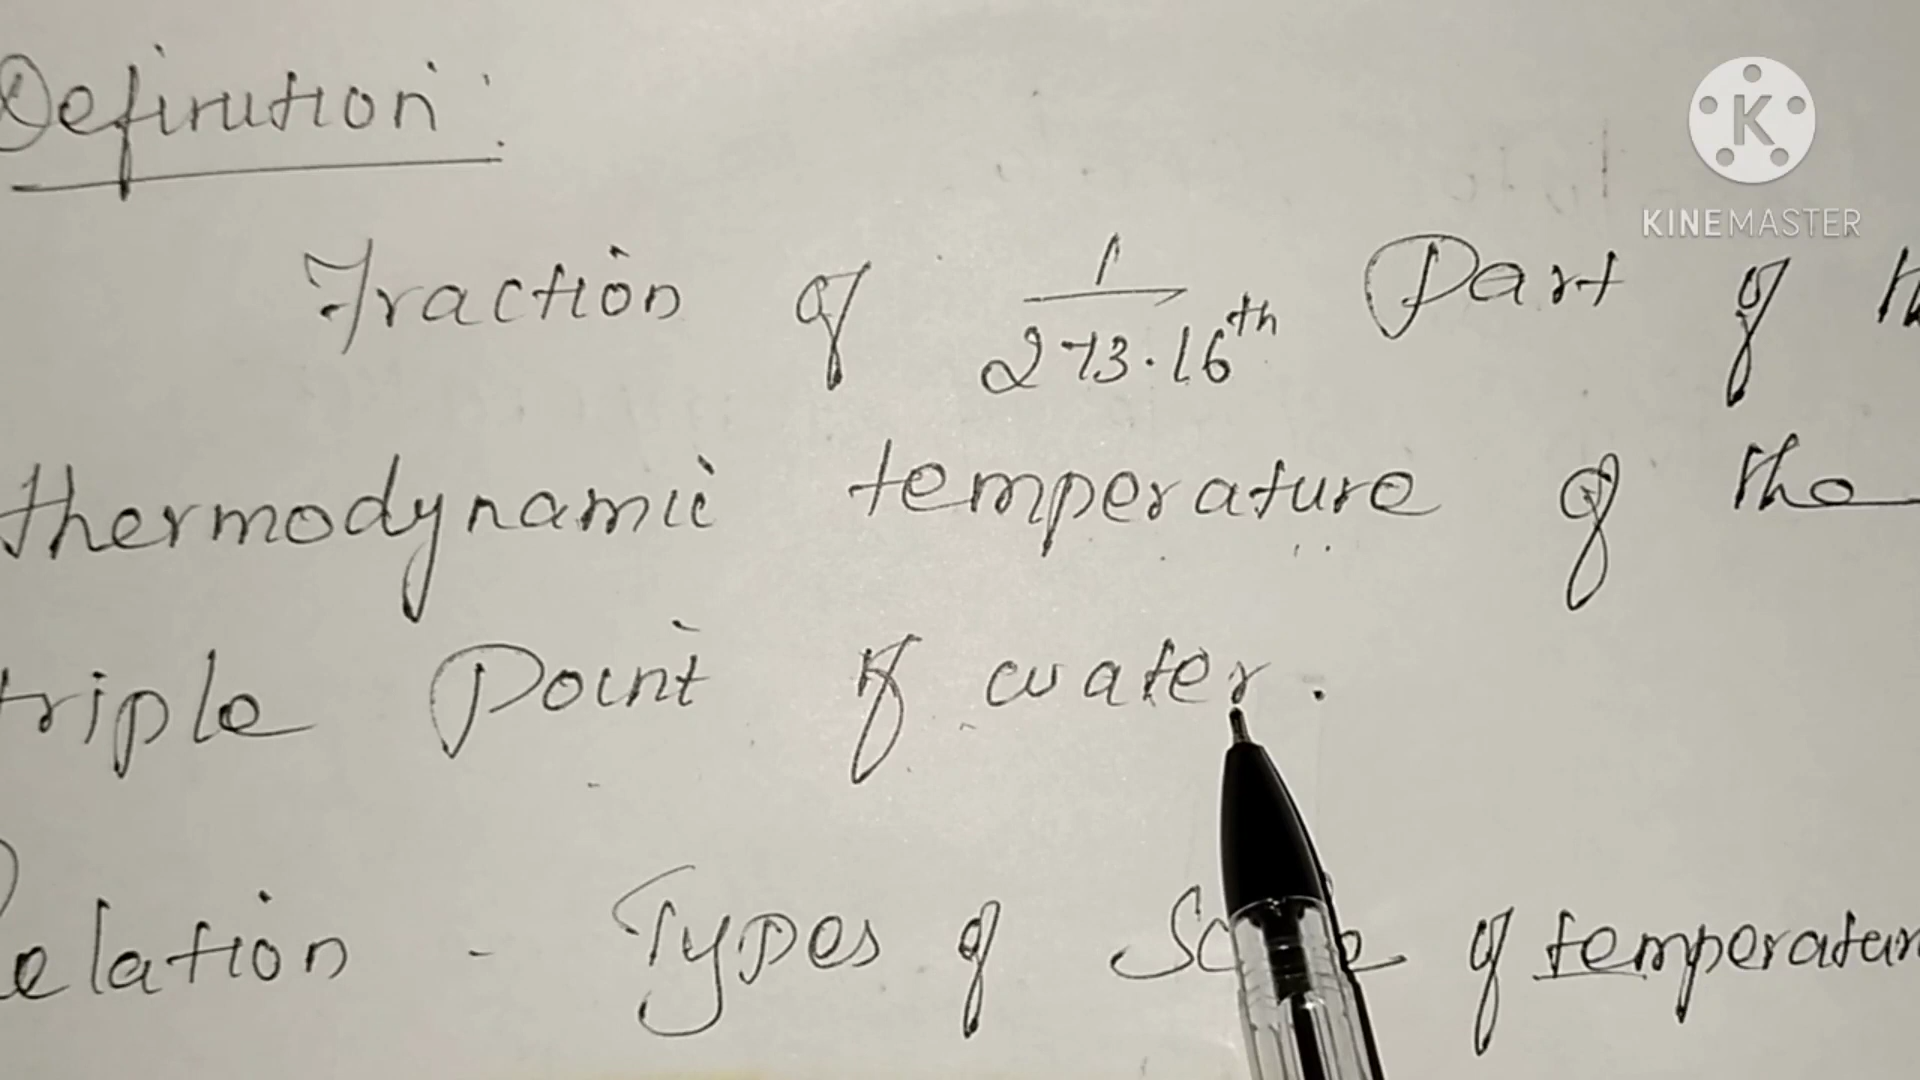 Definition:
Fraction of 1/273.16th Part of
thermodynamic temperature of the
triple Point of water.
Relation - Types of Scale of temperature
K
KINEMASTER